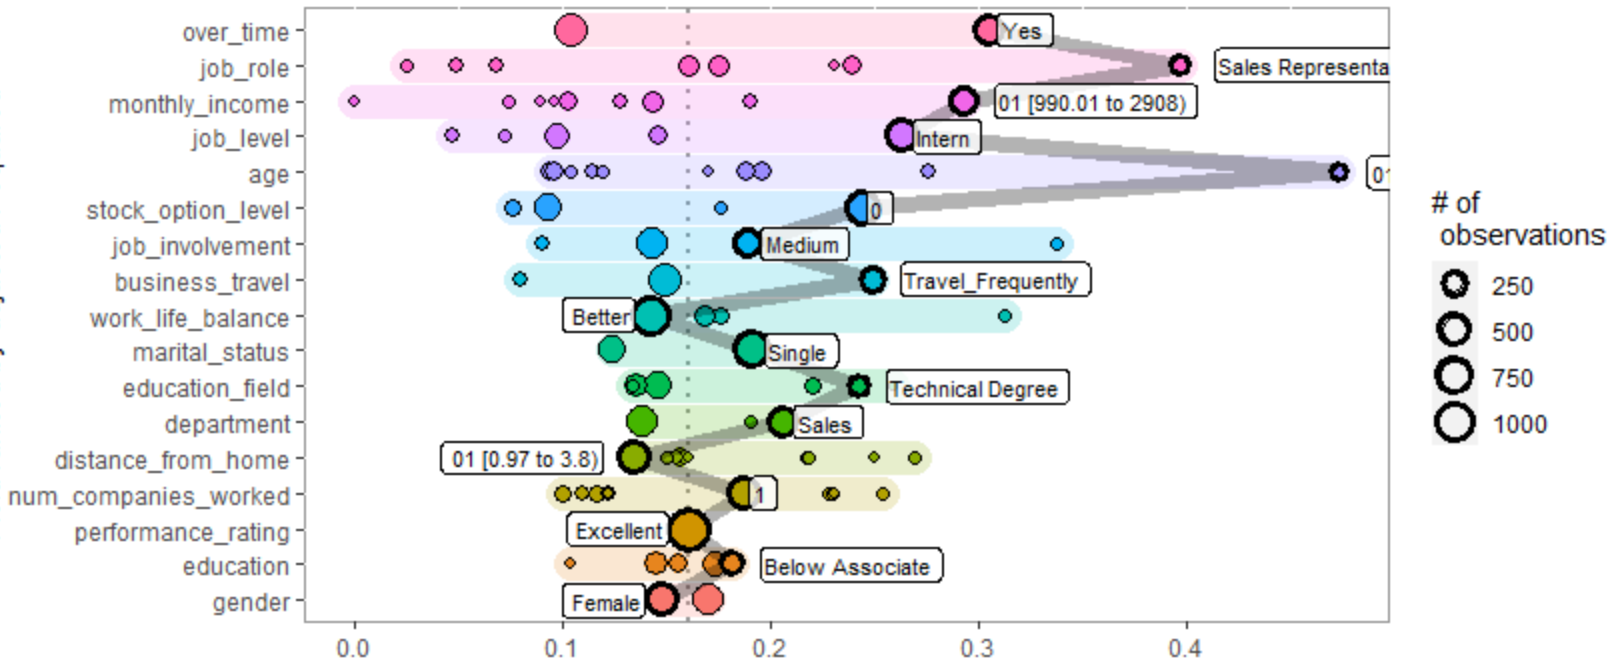 over_time
Yes
job_role
Sales Representa
monthly_income
01 [990.01 to 2908)
job_level
Intern
age
01
stock_option_level
0
job_involvement
Medium
business_travel
Travel_Frequently
work_life_balance
Better
marital_status
Single
education_field
Technical Degree
department
Sales
distance_from_home
01 [0.97 to 3.8)
num_companies_worked
1
performance_rating
Excellent
education
Below Associate
gender
Female
0.0 0.1 0.2 0.3 0.4
# of
observations
250
500
750
1000